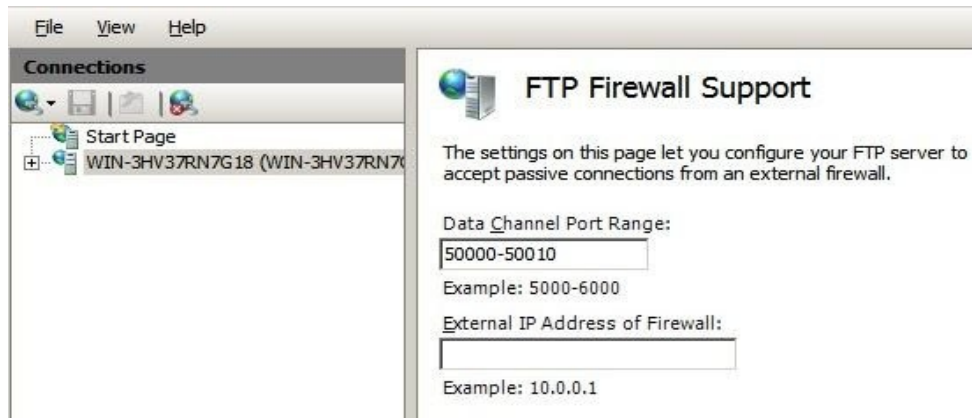 File View Help
Connections
Start Page
WIN-3HV37RN7G18 (WIN-3HV37RN7
FTP Firewall Support
The settings on this page let you configure your FTP server to
accept passive connections from an external firewall.
Data Channel Port Range:
50000-50010
Example: 5000-6000
External IP Address of Firewall:
Example: 10.0.0.1